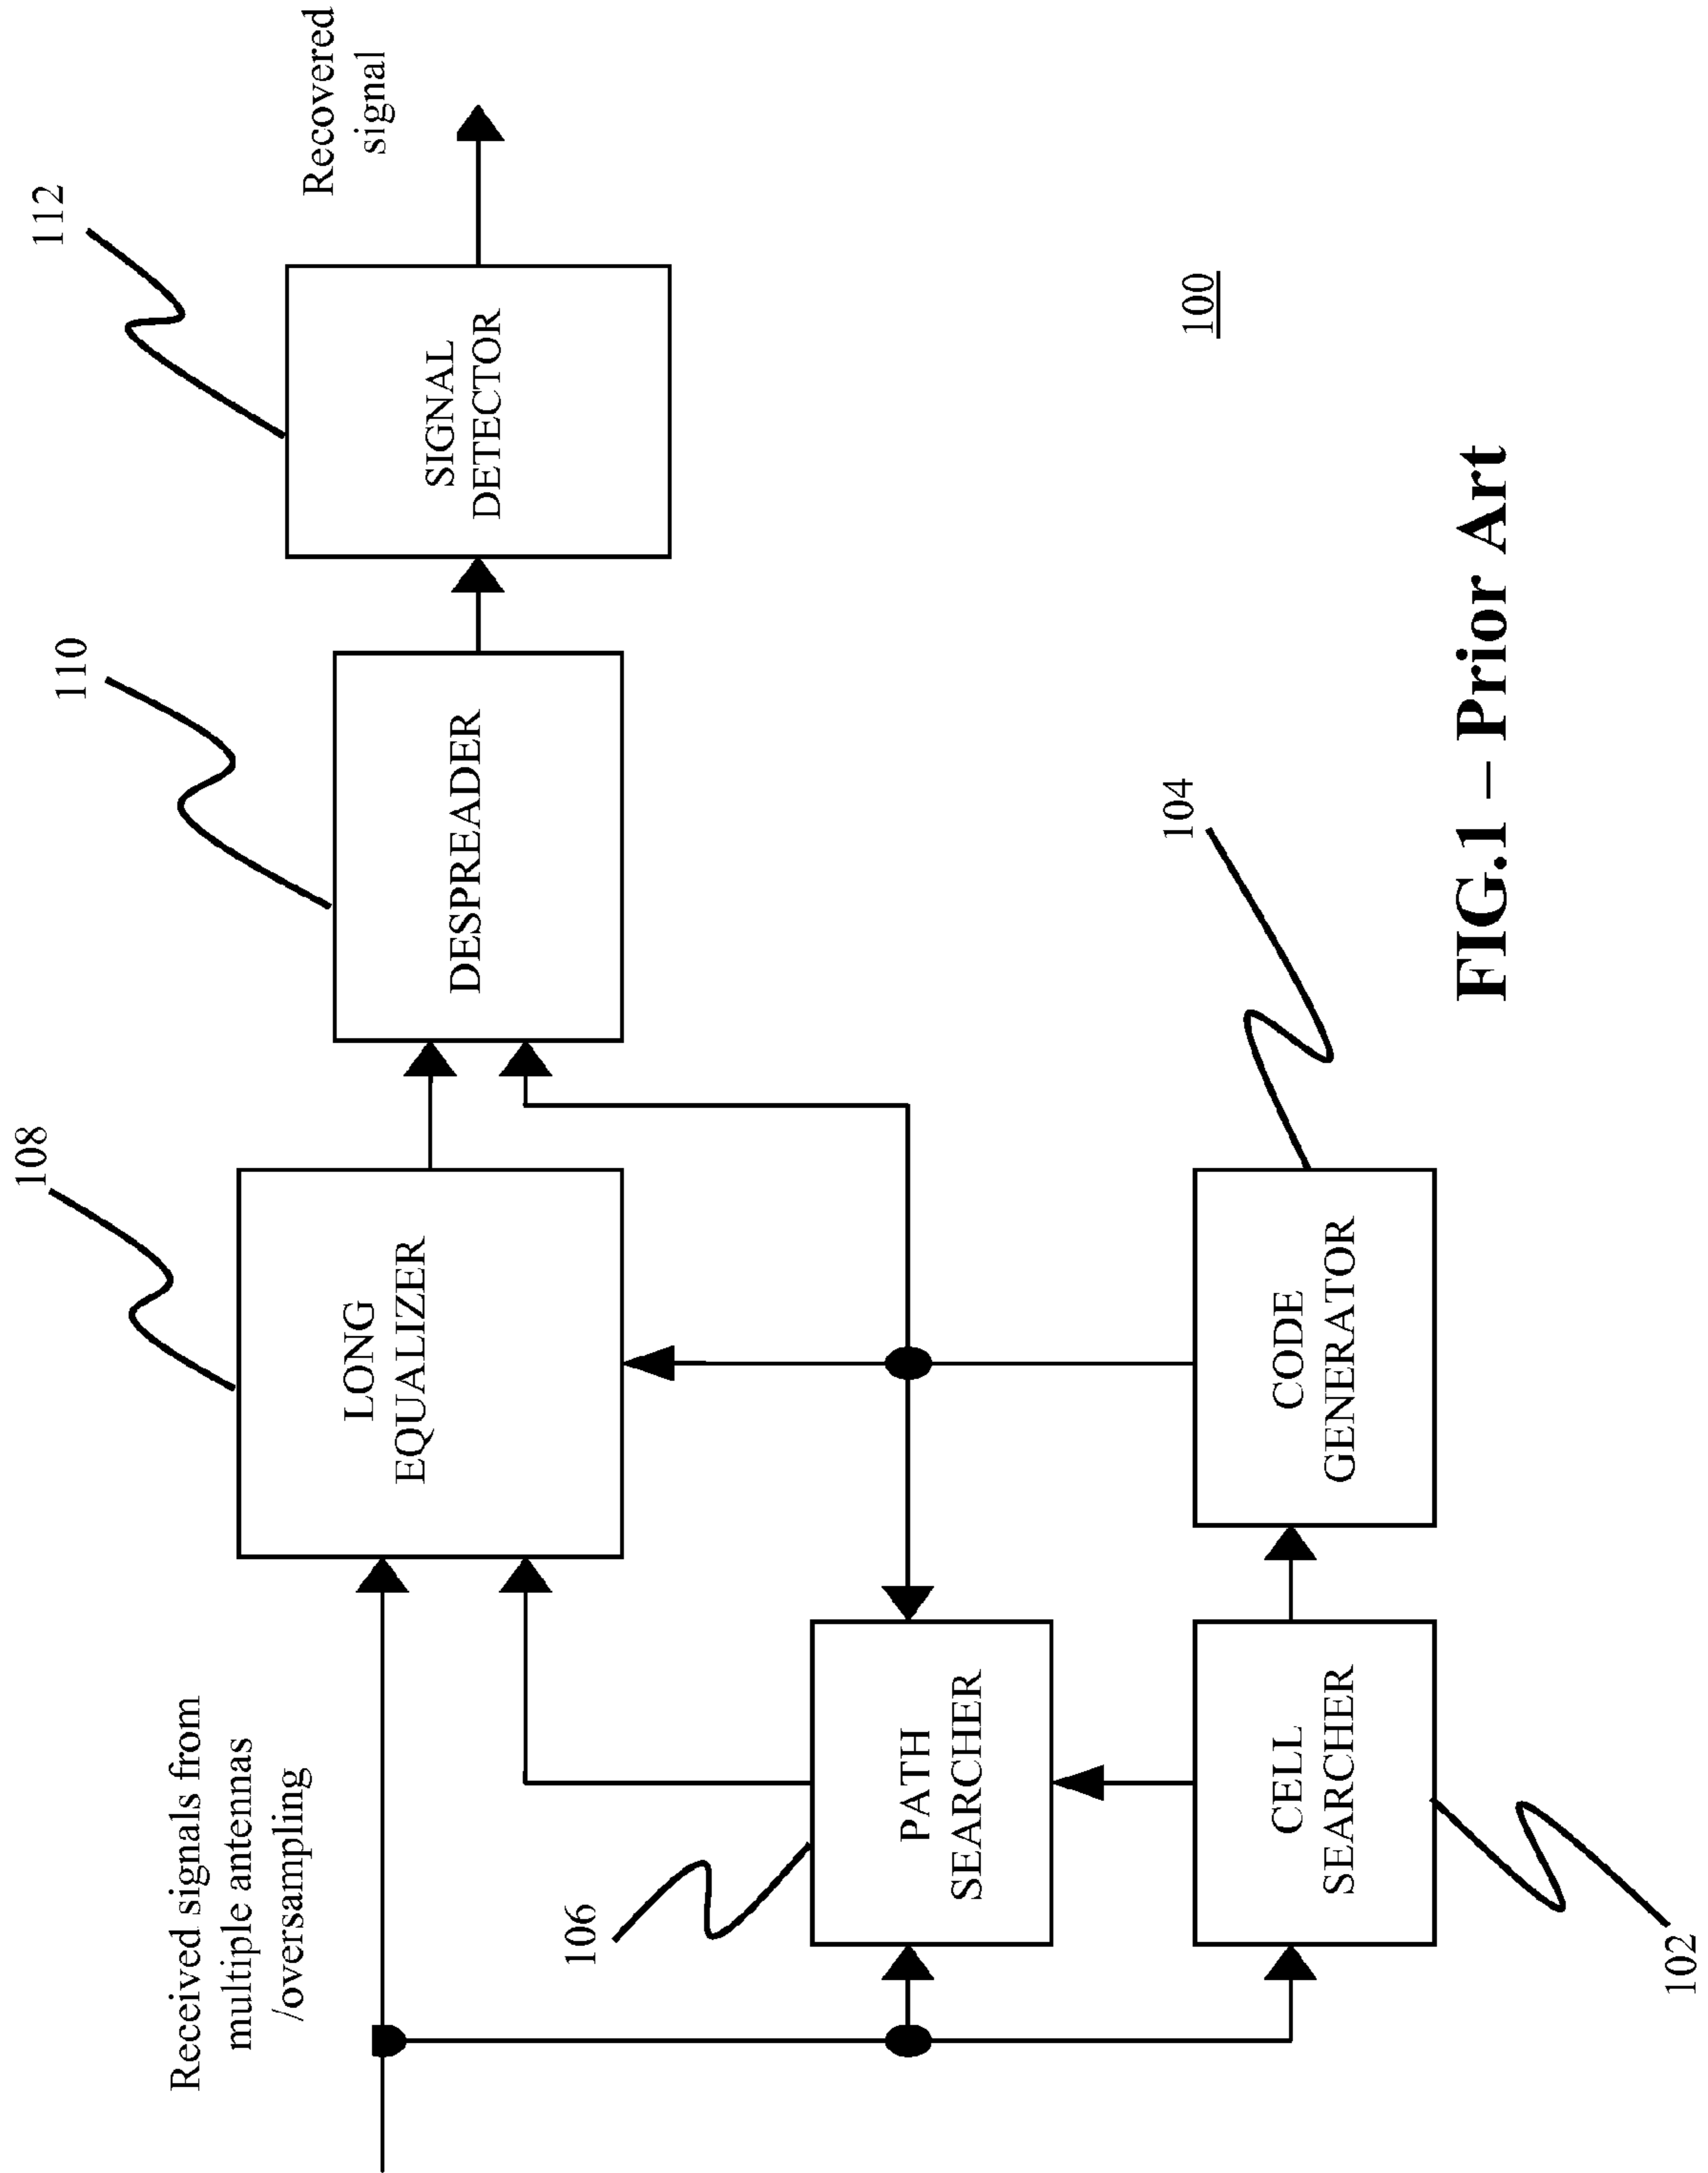 Received signals from
multiple antennas
/oversampling
108
LONG
EQUALIZER
110
DESPREADER
112
SIGNAL
DETECTOR
Recovered
signal
106
PATH
SEARCHER
102
CELL
SEARCHER
104
CODE
GENERATOR
100
FIG.1 – Prior Art